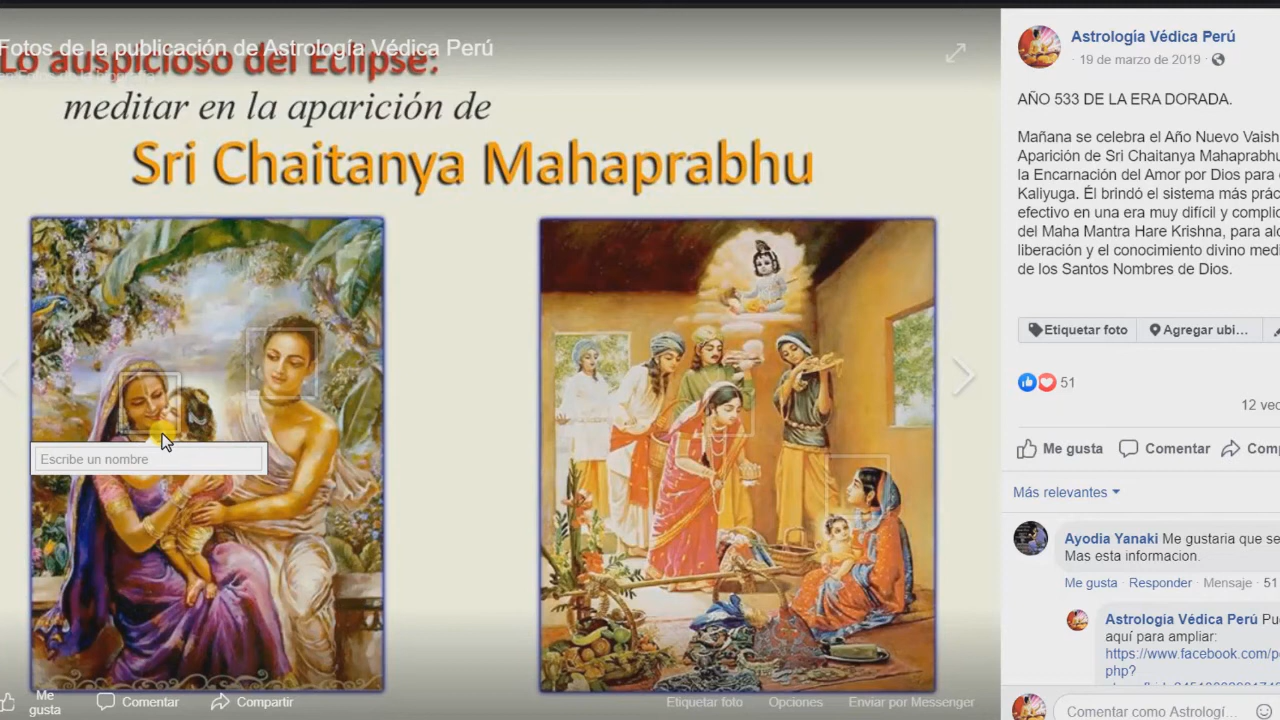 Fotos de la publicación de Astrología Védica Perú
Lo auspicioso del Eclipse:
meditar en la aparición de
Sri Chaitanya Mahaprabhu
Escribe un nombre
Me gusta
Comentar
Compartir
Etiquetar foto
Opciones
Enviar por Messenger
Astrología Védica Perú
· 19 de marzo de 2019 ·
AÑO 533 DE LA ERA DORADA.
Mañana se celebra el Año Nuevo Vaish
Aparición de Sri Chaitanya Mahaprabhu
la Encarnación del Amor por Dios para
Kaliyuga. Él brindó el sistema más prác
efectivo en una era muy difícil y compli
del Maha Mantra Hare Krishna, para al
liberación y el conocimiento divino med
de los Santos Nombres de Dios.
Etiquetar foto
Agregar ubi...
51
12 vec
Me gusta
Comentar
Comp
Más relevantes
Ayodia Yanaki Me gustaria que se
Mas esta informacion.
Me gusta · Responder · Mensaje · 51
Astrología Védica Perú Pu
aquí para ampliar:
https://www.facebook.com/p
php?
Comentar como Astrologí...